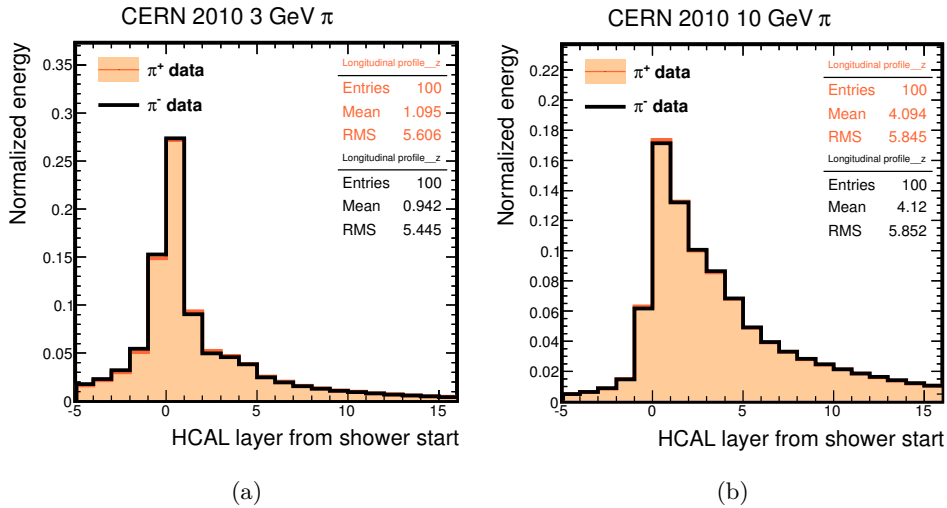 CERN 2010 3 GeV π
Normalized energy
0.35
0.3
0.25
0.2
0.15
0.1
0.05
0
-5 0 5 10 15
HCAL layer from shower start
π+ data
π- data
Longitudinal profile__z
Entries 100
Mean 1.095
RMS 5.606
Longitudinal profile__z
Entries 100
Mean 0.942
RMS 5.445
(a)
CERN 2010 10 GeV π
Normalized energy
0.22
0.2
0.18
0.16
0.14
0.12
0.1
0.08
0.06
0.04
0.02
0
-5 0 5 10 15
HCAL layer from shower start
π+ data
π- data
Longitudinal profile__z
Entries 100
Mean 4.094
RMS 5.845
Longitudinal profile__z
Entries 100
Mean 4.12
RMS 5.852
(b)